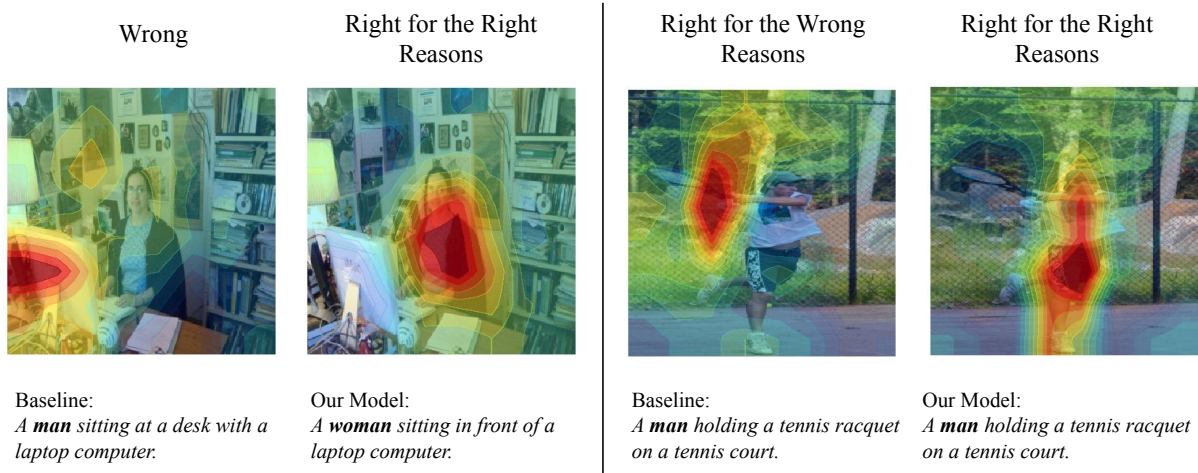 Wrong
Right for the Right
Reasons
Right for the Wrong
Reasons
Right for the Right
Reasons
Baseline:
A man sitting at a desk with a
laptop computer.
Our Model:
A woman sitting in front of a
laptop computer.
Baseline:
A man holding a tennis racquet
on a tennis court.
Our Model:
A man holding a tennis racquet
on a tennis court.